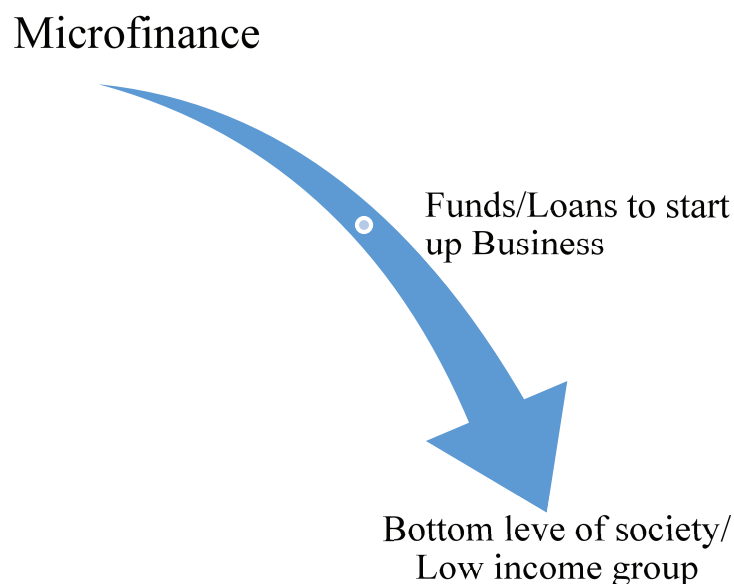 Microfinance
Funds/Loans to start
up Business
Bottom leve of society/
Low income group